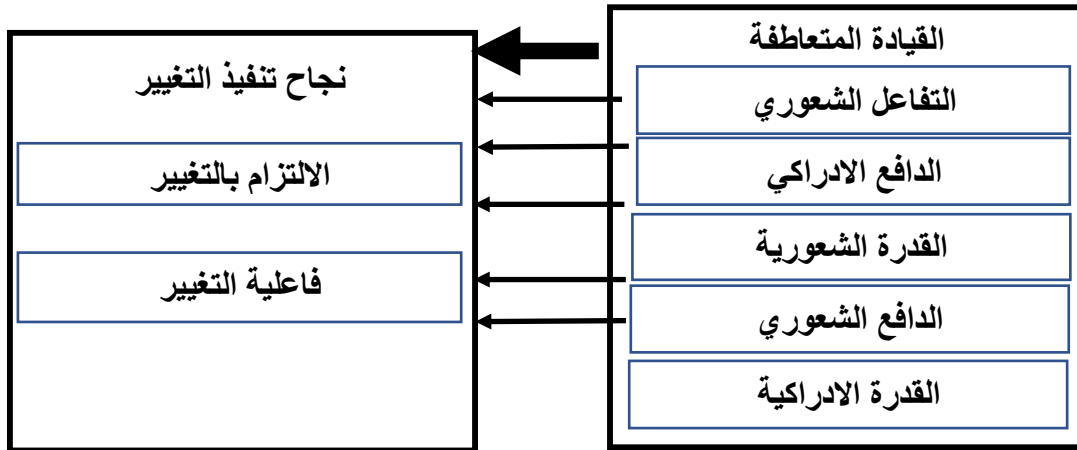 القيادة المتعاطفة
التفاعل الشعوري
الدافع الادراكي
القدرة الشعورية
الدافع الشعوري
القدرة الادراكية
نجاح تنفيذ التغيير
الالتزام بالتغيير
فاعلية التغيير